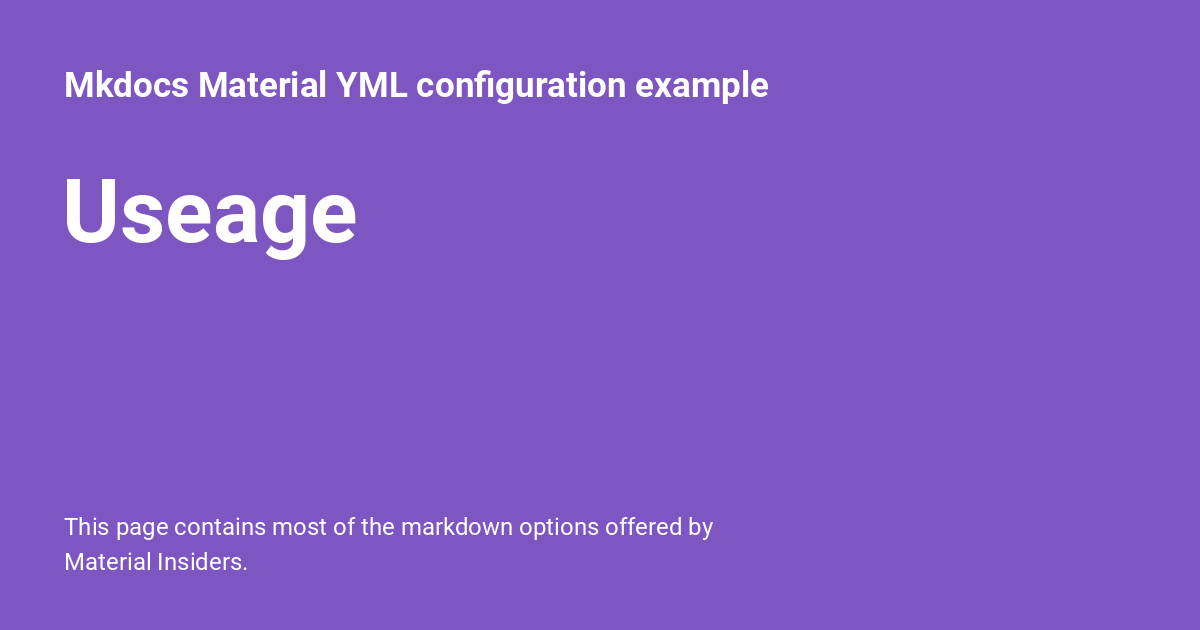 Mkdocs Material YML configuration example
Useage
This page contains most of the markdown options offered by
Material Insiders.